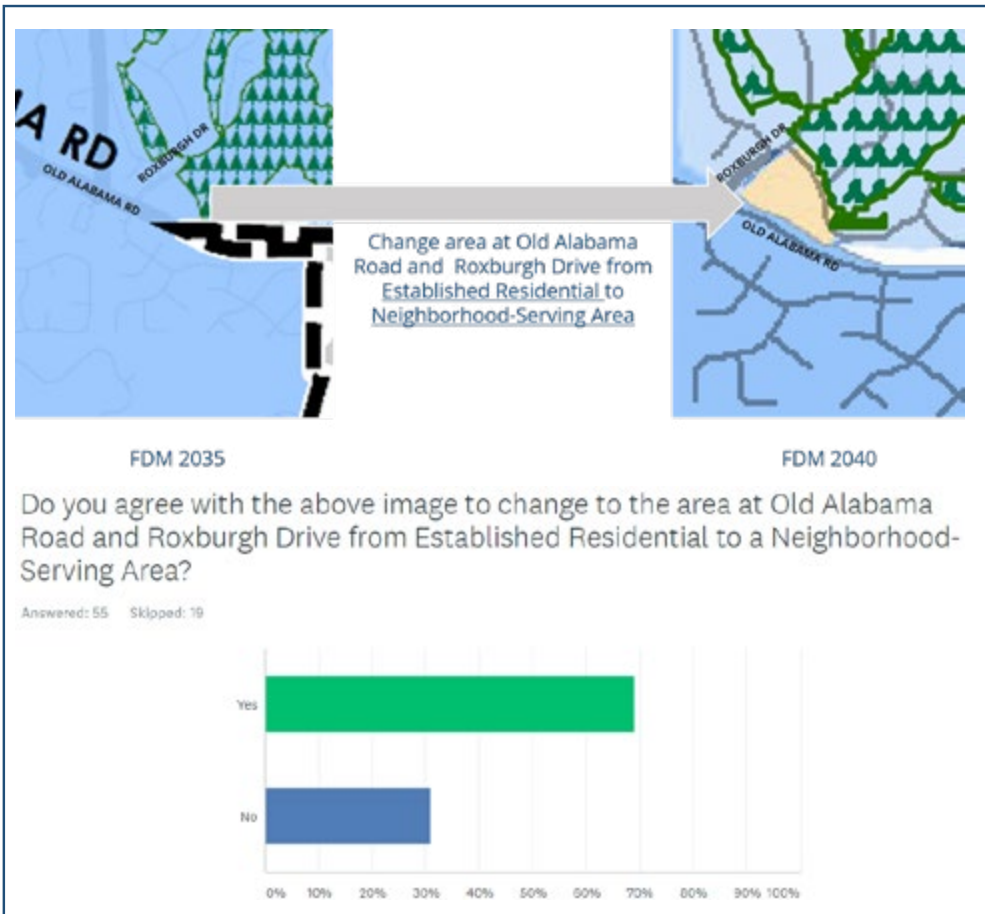 A RD
OLD ALABAMA RD
ROXBURGH DR
ROXBURGH DR
OLD ALABAMA RD
Change area at Old Alabama
Road and Roxburgh Drive from
Established Residential to
Neighborhood-Serving Area
FDM 2035
FDM 2040
Do you agree with the above image to change to the area at Old Alabama
Road and Roxburgh Drive from Established Residential to a Neighborhood-
Serving Area?
Answered: 55 Skipped: 19
Yes
No
0% 10% 20% 30% 40% 50% 60% 70% 80% 90% 100%